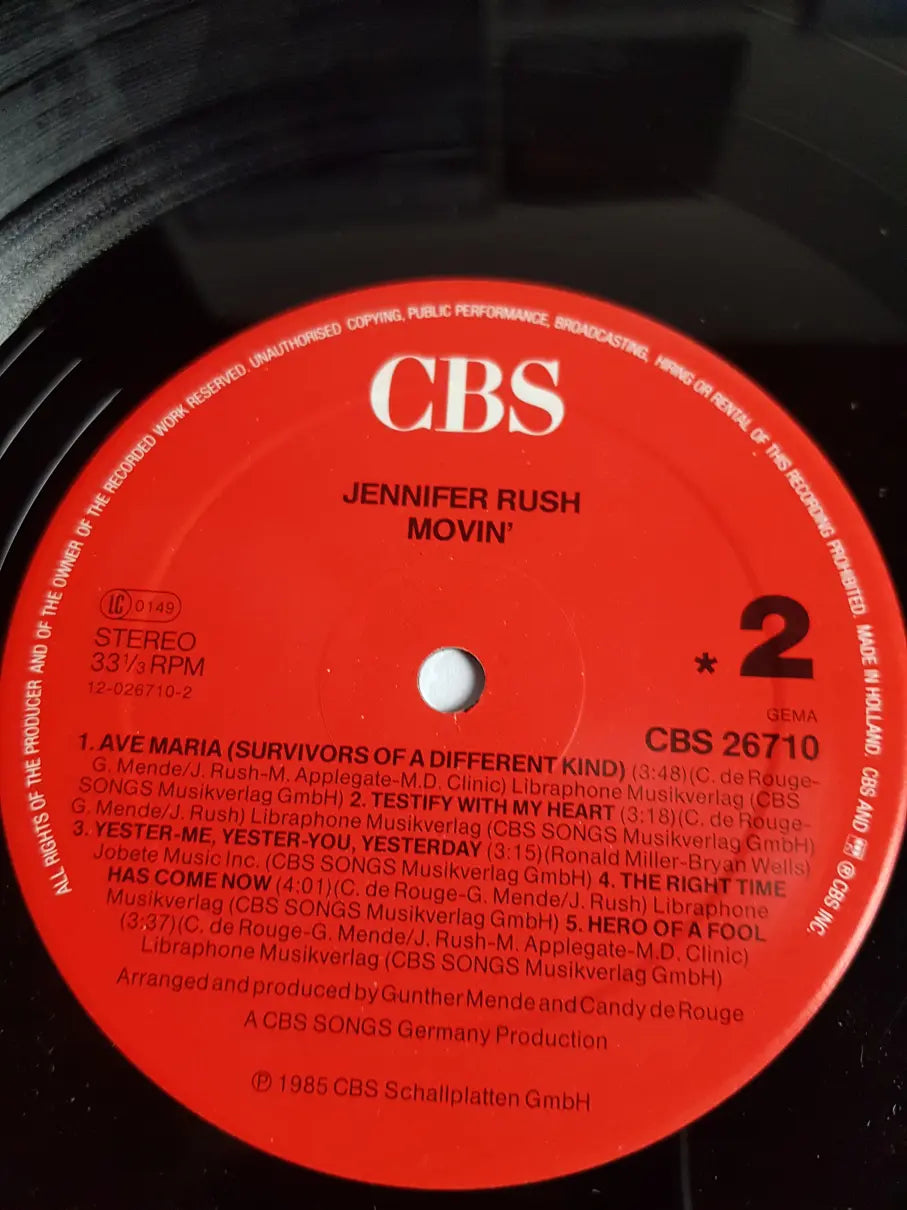 ALL RIGHTS OF THE PRODUCER AND OF THE OWNER OF THE RECORDED WORK RESERVED. UNAUTHORISED COPYING, PUBLIC PERFORMANCE, BROADCASTING, HIRING OR RENTAL OF THIS RECORDING PROHIBITED. MADE IN HOLLAND. CBS AND ® CBS INC.
CBS
JENNIFER RUSH
MOVIN'
LC 0149
STEREO
33⅓ RPM
12-026710-2
* 2
GEMA
CBS 26710
1. AVE MARIA (SURVIVORS OF A DIFFERENT KIND) (3:48)(C. de Rouge-
G. Mende/J. Rush-M. Applegate-M.D. Clinic) Libraphone Musikverlag (CBS
SONGS Musikverlag GmbH) 2. TESTIFY WITH MY HEART (3:18)(C. de Rouge-
G. Mende/J. Rush) Libraphone Musikverlag (CBS SONGS Musikverlag GmbH)
3. YESTER-ME, YESTER-YOU, YESTERDAY (3:15)(Ronald Miller-Bryan Wells)
Jobete Music Inc. (CBS SONGS Musikverlag GmbH) 4. THE RIGHT TIME
HAS COME NOW (4:01)(C. de Rouge-G. Mende/J. Rush) Libraphone
Musikverlag (CBS SONGS Musikverlag GmbH) 5. HERO OF A FOOL
(3:37)(C. de Rouge-G. Mende/J. Rush-M. Applegate-M.D. Clinic)
Libraphone Musikverlag (CBS SONGS Musikverlag GmbH)
Arranged and produced by Gunther Mende and Candy de Rouge
A CBS SONGS Germany Production
℗ 1985 CBS Schallplatten GmbH